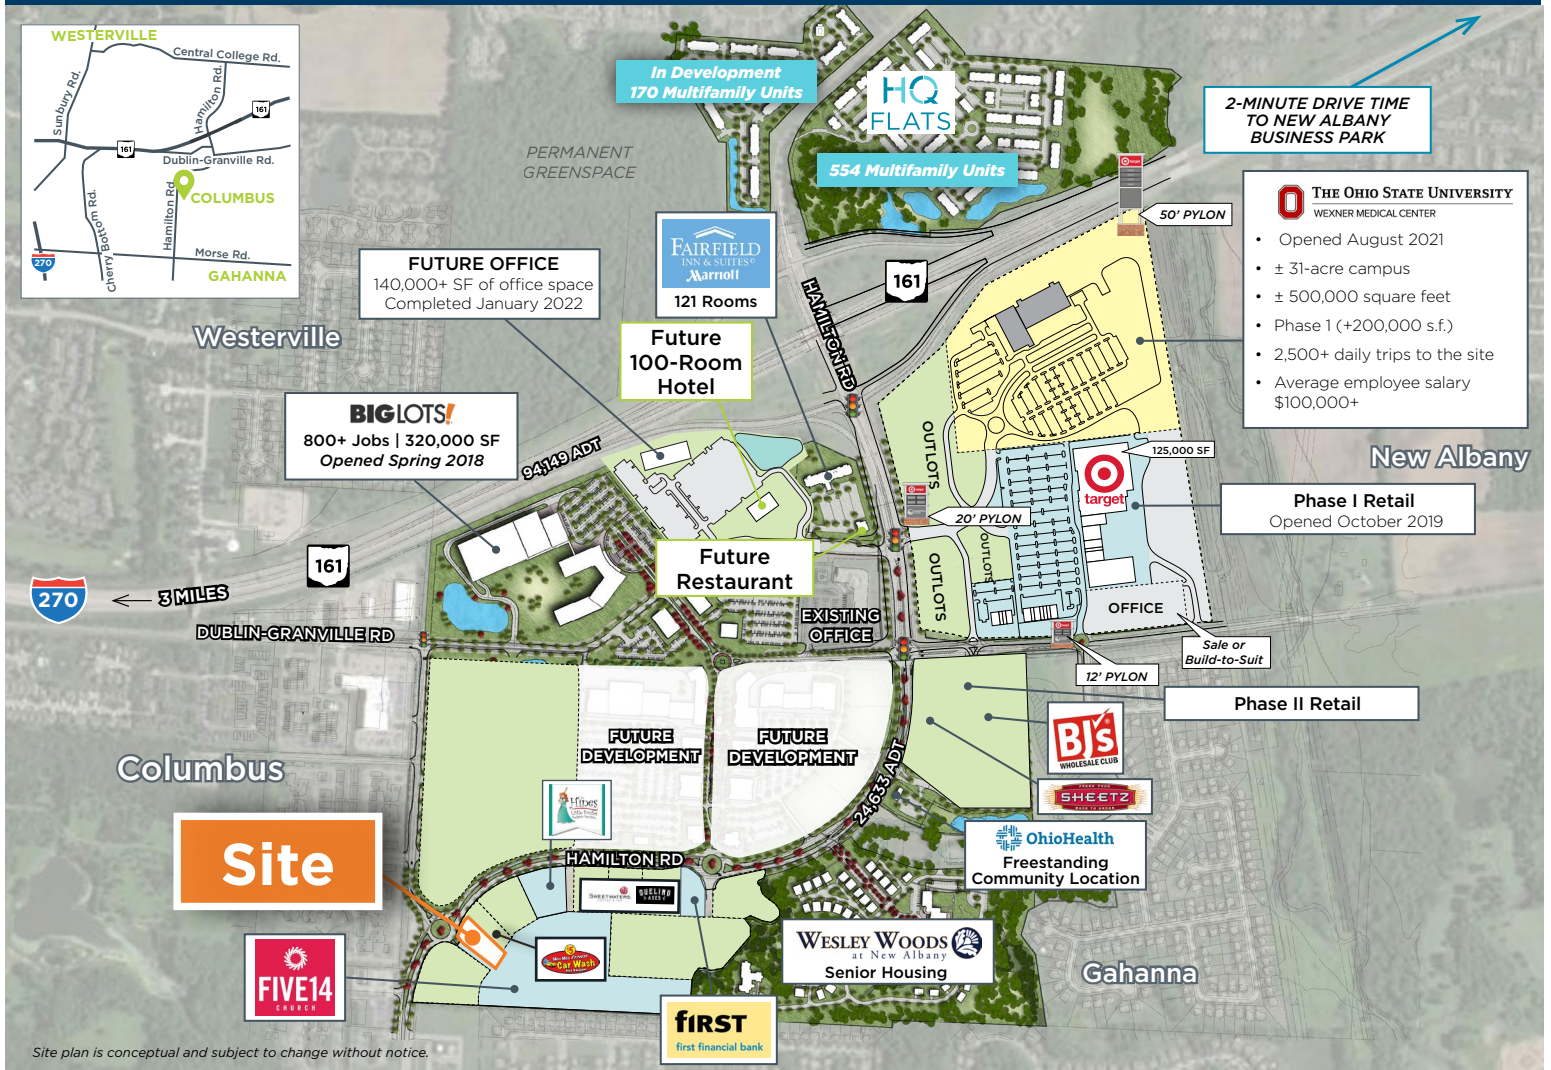 WESTERVILLE
Central College Rd.
Sunbury Rd.
Hamilton Rd.
161
161
Dublin-Granville Rd.
COLUMBUS
Cherry Bottom Rd.
Hamilton Rd.
Morse Rd.
270
GAHANNA
In Development
170 Multifamily Units
HQ
FLATS
554 Multifamily Units
2-MINUTE DRIVE TIME
TO NEW ALBANY
BUSINESS PARK
PERMANENT
GREENSPACE
target
50' PYLON
THE OHIO STATE UNIVERSITY
WEXNER MEDICAL CENTER
• Opened August 2021
• ± 31-acre campus
• ± 500,000 square feet
• Phase 1 (+200,000 s.f.)
• 2,500+ daily trips to the site
• Average employee salary
$100,000+
FUTURE OFFICE
140,000+ SF of office space
Completed January 2022
FAIRFIELD
INN & SUITES
Marriott
121 Rooms
HAMILTON RD
161
Westerville
Future
100-Room
Hotel
BIG LOTS!
800+ Jobs | 320,000 SF
Opened Spring 2018
94,149 ADT
OUTLOTS
125,000 SF
target
New Albany
Phase I Retail
Opened October 2019
20' PYLON
161
Future
Restaurant
OUTLOTS
OUTLOTS
270
3 MILES
DUBLIN-GRANVILLE RD
EXISTING
OFFICE
OFFICE
Sale or
Build-to-Suit
12' PYLON
Phase II Retail
FUTURE
DEVELOPMENT
FUTURE
DEVELOPMENT
BJ's
WHOLESALE CLUB
Columbus
24,633 ADT
SHEETZ
Hines
OhioHealth
Freestanding
Community Location
Site
HAMILTON RD
SWEETWATERS
DUELING
AXES
WESLEY WOODS
at New Albany
Senior Housing
Car Wash
Gahanna
FIVE14
CHURCH
first
first financial bank
Site plan is conceptual and subject to change without notice.